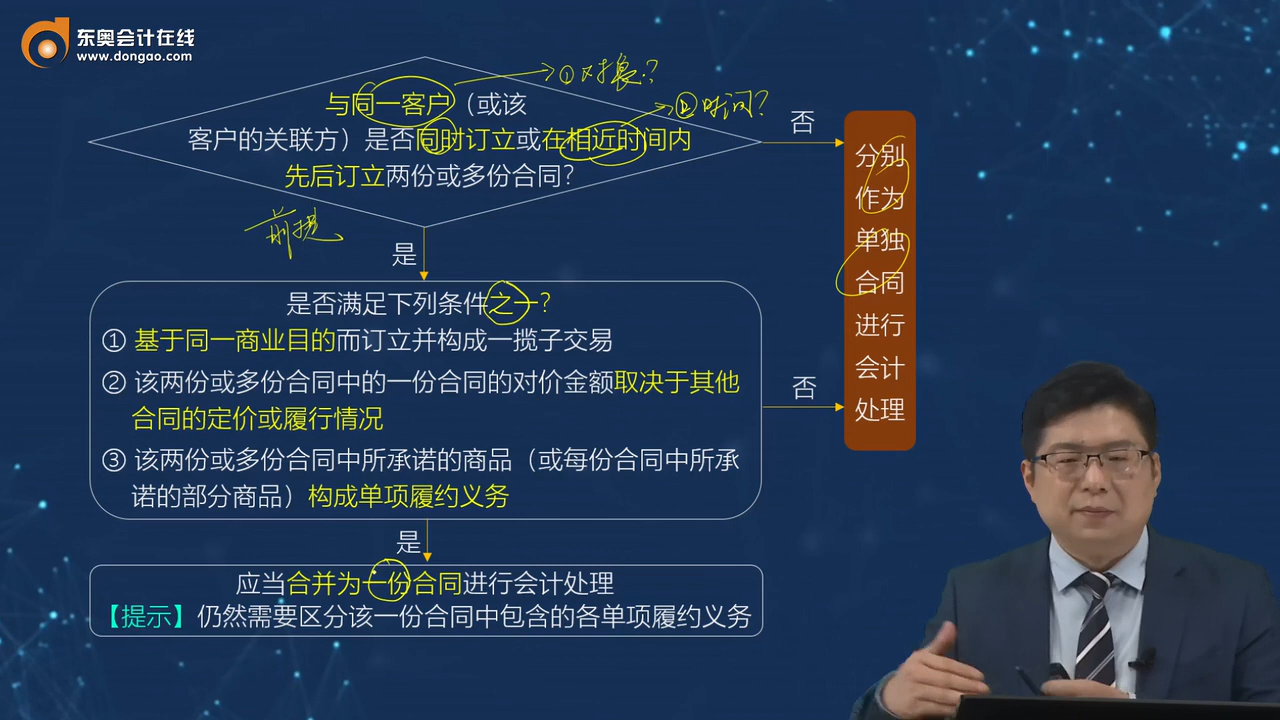 东奥会计在线
www.dongao.com
与同一客户（或该
客户的关联方）是否同时订立或在相近时间内
先后订立两份或多份合同？
①对象？
②时间？
否
分别
作为
单独
合同
进行
会计
处理
前提
是
是否满足下列条件之一？
① 基于同一商业目的而订立并构成一揽子交易
② 该两份或多份合同中的一份合同的对价金额取决于其他
合同的定价或履行情况
否
③ 该两份或多份合同中所承诺的商品（或每份合同中所承
诺的部分商品）构成单项履约义务
是
应当合并为一份合同进行会计处理
【提示】仍然需要区分该一份合同中包含的各单项履约义务